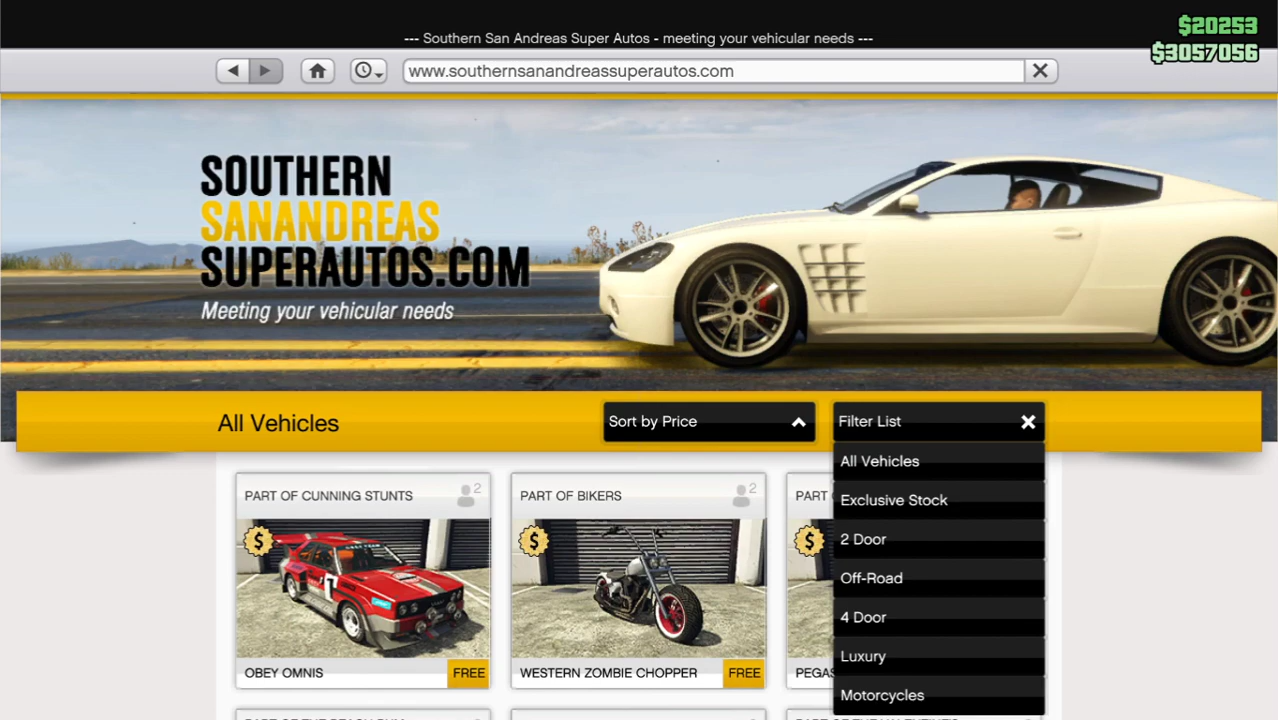 $20253
--- Southern San Andreas Super Autos - meeting your vehicular needs ---
$3057056
www.southernsanandreassuperautos.com
SOUTHERN
SANANDREAS
SUPERAUTOS.COM
Meeting your vehicular needs
All Vehicles
Sort by Price
Filter List
All Vehicles
Exclusive Stock
2 Door
Off-Road
4 Door
Luxury
Motorcycles
PART OF CUNNING STUNTS
2
$
OBEY OMNIS
FREE
PART OF BIKERS
2
$
WESTERN ZOMBIE CHOPPER
FREE
PART
$
PEGAS